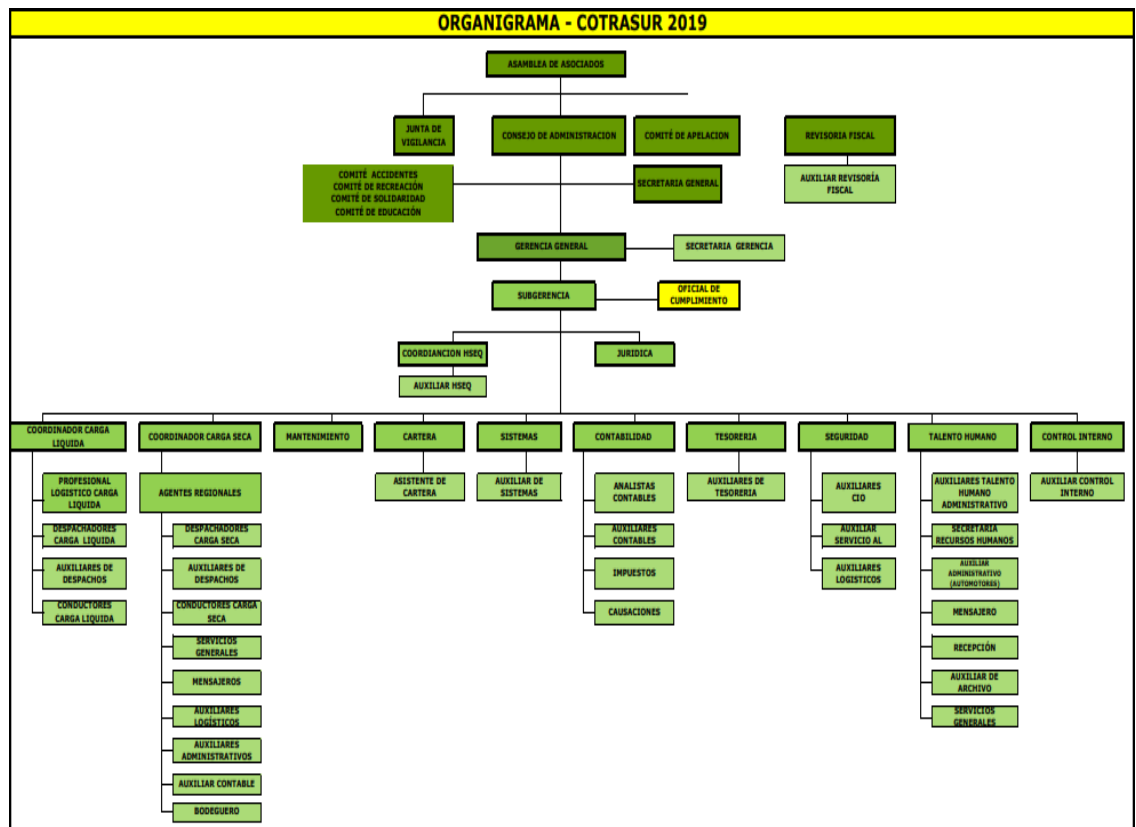 ORGANIGRAMA - COTRASUR 2019
ASAMBLEA DE ASOCIADOS
JUNTA DE
VIGILANCIA
CONSEJO DE ADMINISTRACION
COMITÉ DE APELACION
REVISORIA FISCAL
COMITÉ ACCIDENTES
COMITÉ DE RECREACIÓN
COMITÉ DE SOLIDARIDAD
COMITÉ DE EDUCACIÓN
SECRETARIA GENERAL
AUXILIAR REVISORÍA
FISCAL
GERENCIA GENERAL
SECRETARIA GERENCIA
SUBGERENCIA
OFICIAL DE
CUMPLIMIENTO
COORDIANCION HSEQ
JURIDICA
AUXILIAR HSEQ
COORDINADOR CARGA
LIQUIDA
COORDINADOR CARGA SECA
MANTENIMIENTO
CARTERA
SISTEMAS
CONTABILIDAD
TESORERIA
SEGURIDAD
TALENTO HUMANO
CONTROL INTERNO
PROFESIONAL
LOGISTICO CARGA
LIQUIDA
DESPACHADORES
CARGA LIQUIDA
AUXILIARES DE
DESPACHOS
CONDUCTORES
CARGA LIQUIDA
AGENTES REGIONALES
DESPACHADORES
CARGA SECA
AUXILIARES DE
DESPACHOS
CONDUCTORES CARGA
SECA
SERVICIOS
GENERALES
MENSAJEROS
AUXILIARES
LOGÍSTICOS
AUXILIARES
ADMINISTRATIVOS
AUXILIAR CONTABLE
BODEGUERO
ASISTENTE DE
CARTERA
AUXILIAR DE
SISTEMAS
ANALISTAS
CONTABLES
AUXILIARES
CONTABLES
IMPUESTOS
CAUSACIONES
AUXILIARES DE
TESORERIA
AUXILIARES
CIO
AUXILIAR
SERVICIO AL
AUXILIARES
LOGISTICOS
AUXILIARES TALENTO
HUMANO
ADMINISTRATIVO
SECRETARIA
RECURSOS HUMANOS
AUXILIAR
ADMINISTRATIVO
(AUTOMOTORES)
MENSAJERO
RECEPCIÓN
AUXILIAR DE
ARCHIVO
SERVICIOS
GENERALES
AUXILIAR CONTROL
INTERNO